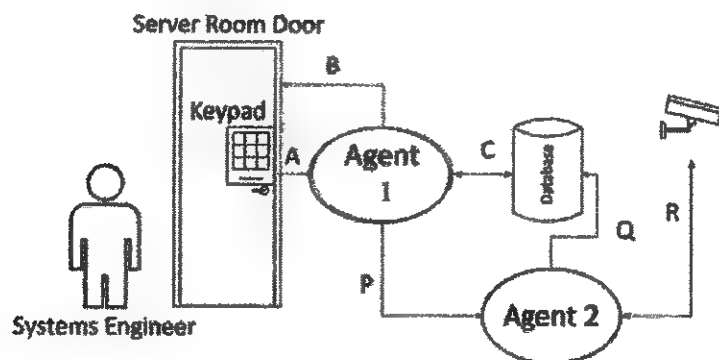 Server Room Door
B
Keypad
A
Agent
1
C
Database
R
Q
P
Agent 2
Systems Engineer